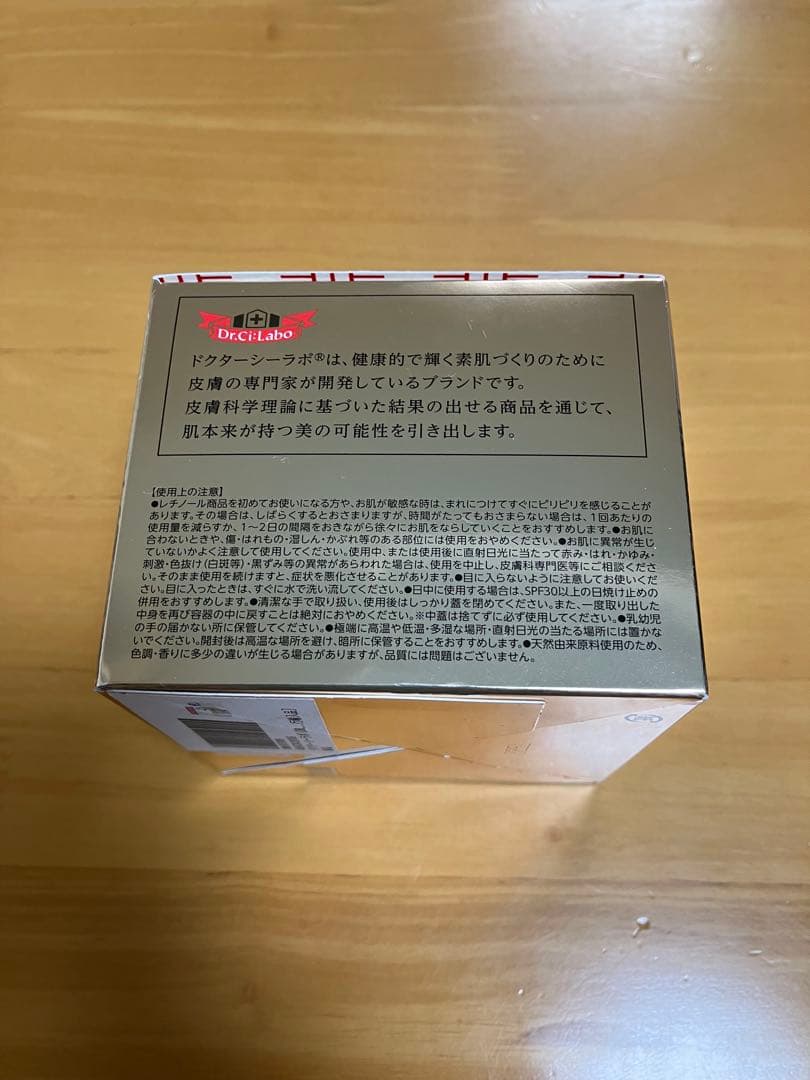 Dr.Ci:Labo
ドクターシーラボ®は、健康的で輝く素肌づくりのために
皮膚の専門家が開発しているブランドです。
皮膚科学理論に基づいた結果の出せる商品を通じて、
肌本来が持つ美の可能性を引き出します。
【使用上の注意】
●レチノール商品を初めてお使いになる方や、お肌が敏感な時は、まれにつけてすぐにピリピリを感じることが
あります。その場合は、しばらくするとおさまりますが、時間がたってもおさまらない場合は、1回あたりの
使用量を減らすか、1〜2日の間隔をおきながら徐々にお肌をならしていくことをおすすめします。●お肌に
合わないときや、傷・はれもの・湿しん・かぶれ等のある部位には使用をおやめください。●お肌に異常が生じ
ていないかよく注意して使用してください。使用中、または使用後に直射日光に当たって赤み・はれ・かゆみ・
刺激・色抜け(白斑等)・黒ずみ等の異常があらわれた場合は、使用を中止し、皮膚科専門医等にご相談くださ
い。そのまま使用を続けますと、症状を悪化させることがあります。●目に入らないように注意してお使いくだ
さい。目に入ったときは、すぐに水で洗い流してください。●日中に使用する場合は、SPF30以上の日焼け止めの
併用をおすすめします。●清潔な手で取り扱い、使用後はしっかり蓋を閉めてください。また、一度取り出した
中身を再び容器の中に戻すことは絶対におやめください。※中蓋は捨てずに必ず使用してください。●乳幼児
の手の届かない所に保管してください。●極端に高温や低温・多湿な場所・直射日光の当たる場所には置かな
いでください。開封後は高温な場所を避け、暗所に保管することをおすすめします。●天然由来原料使用のため、
色調・香りに多少の違いが生じる場合がありますが、品質には問題はございません。